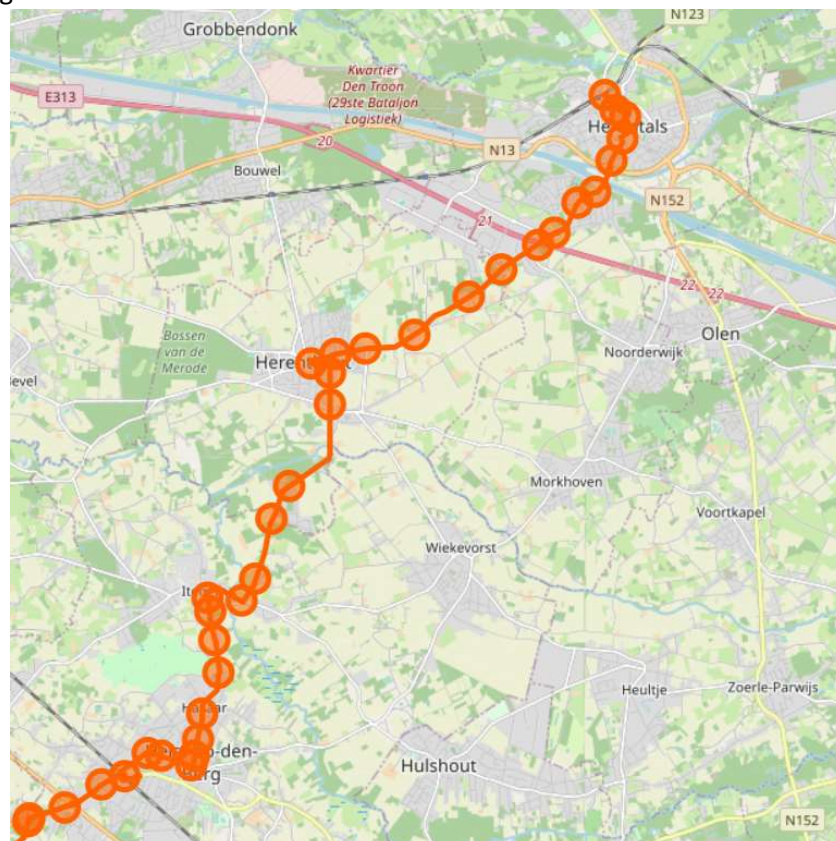 N123
Grobbendonk
Kwartier
Den Troon
(29ste Bataljon
Logistiek)
E313
20
N13
Bouwel
N152
21
22
22
Olen
Bossen
van de
Merode
Noorderwijk
Morkhoven
Voortkapel
Wiekevorst
Heultje
Zoerle-Parwijs
Hulshout
N152